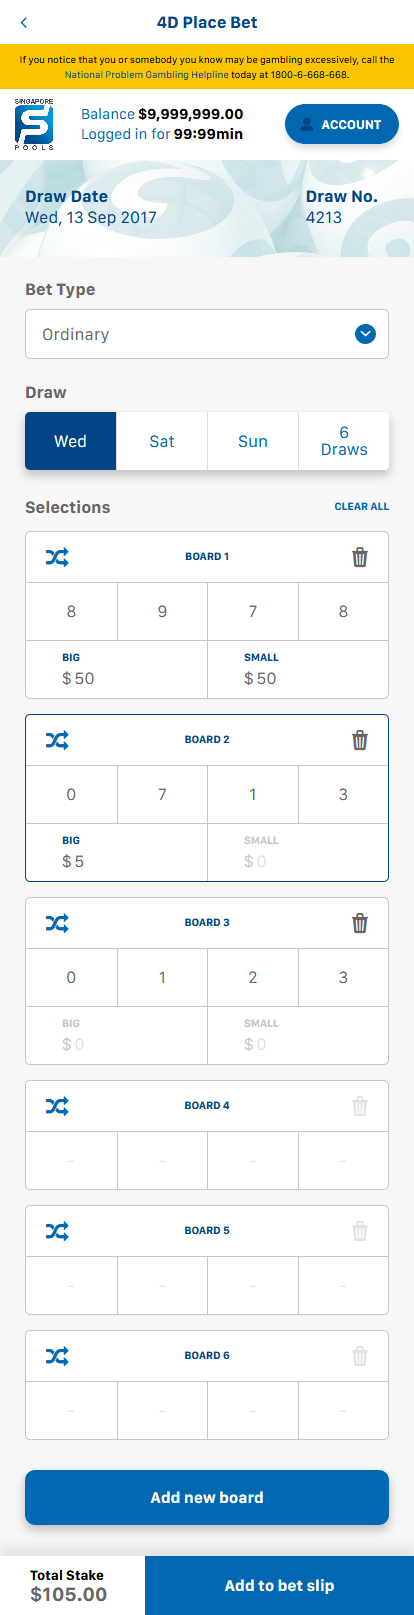 4D Place Bet
If you notice that you or somebody you know may be gambling excessively, call the
National Problem Gambling Helpline today at 1800-6-668-668.
SINGAPORE
S
POOLS
Balance $9,999,999.00
Logged in for 99:99min
ACCOUNT
Draw Date
Wed, 13 Sep 2017
Draw No.
4213
Bet Type
Ordinary
Draw
Wed Sat Sun 6 Draws
Selections CLEAR ALL
BOARD 1
8 9 7 8
BIG SMALL
$ 50 $ 50
BOARD 2
0 7 1 3
BIG SMALL
$ 5 $ 0
BOARD 3
0 1 2 3
BIG SMALL
$ 0 $ 0
BOARD 4
- - - -
BOARD 5
- - - -
BOARD 6
- - - -
Add new board
Total Stake
$105.00
Add to bet slip